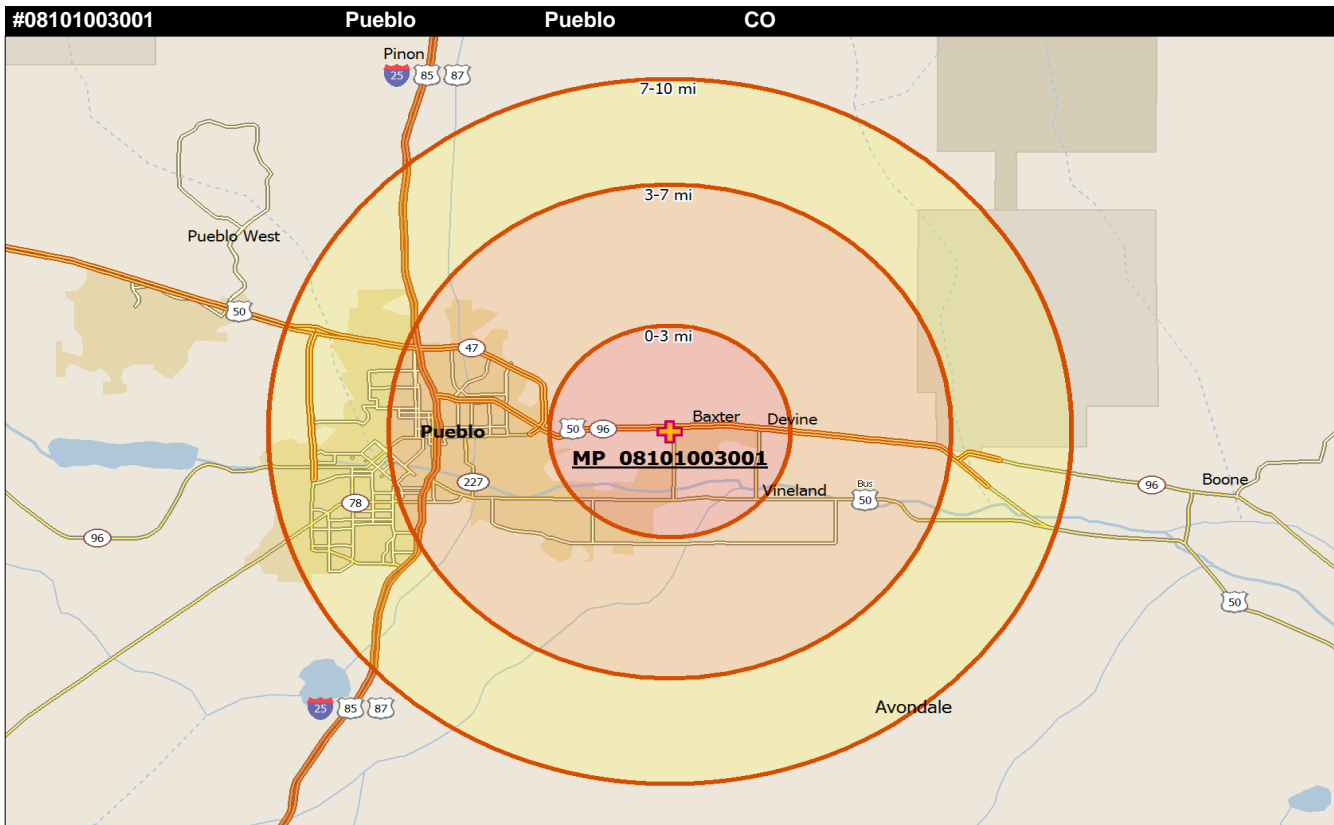 #08101003001 Pueblo Pueblo CO
Pinon
25 85 87
7-10 mi
3-7 mi
Pueblo West
50
0-3 mi
47
Baxter Devine
50 96
Pueblo
MP 08101003001
227
Vineland
Bus
50
96
Boone
78
96
50
25 85 87
Avondale